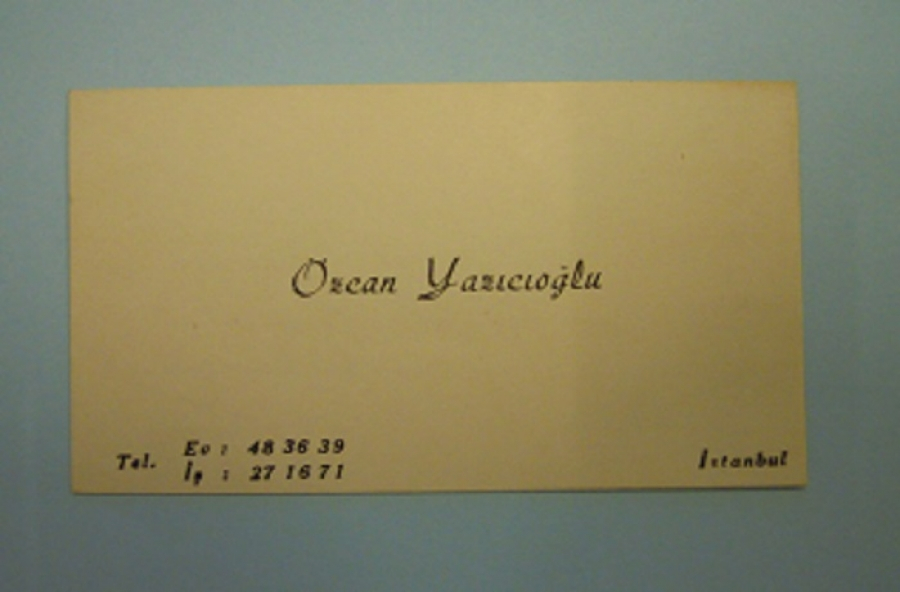 Özcan Yazıcıoğlu
Tel. Ev : 48 36 39
İş : 27 16 71
İstanbul